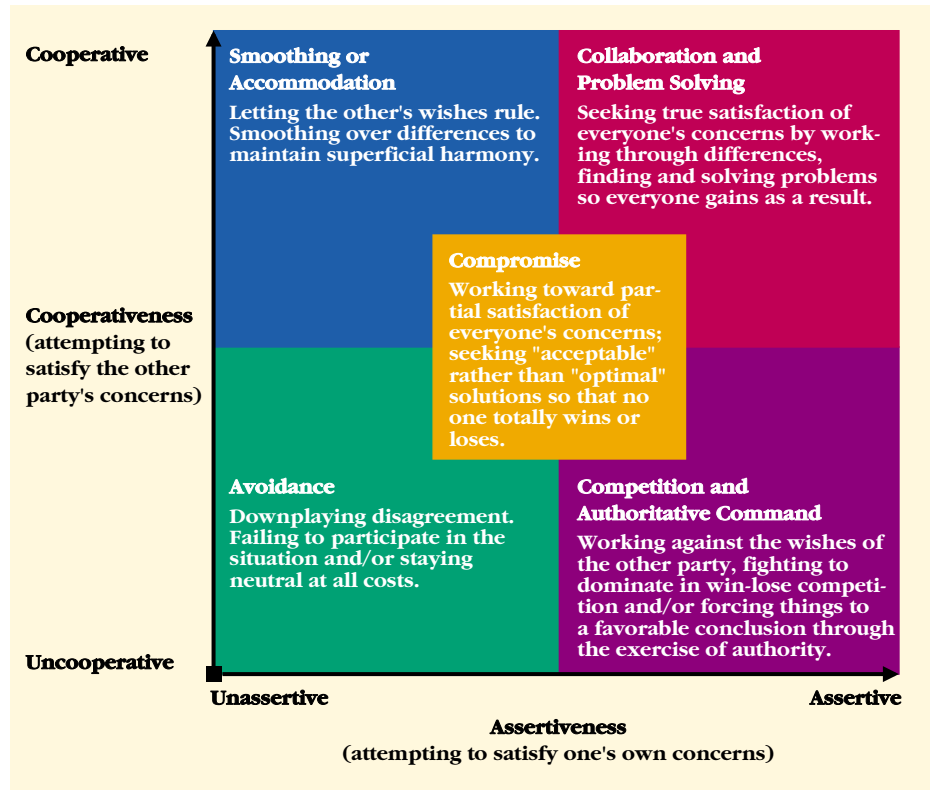 Cooperative
Smoothing or
Accommodation
Letting the other's wishes rule.
Smoothing over differences to
maintain superficial harmony.
Collaboration and
Problem Solving
Seeking true satisfaction of
everyone's concerns by work-
ing through differences,
finding and solving problems
so everyone gains as a result.
Compromise
Working toward par-
tial satisfaction of
everyone's concerns;
seeking "acceptable"
rather than "optimal"
solutions so that no
one totally wins or
loses.
Cooperativeness
(attempting to
satisfy the other
party's concerns)
Avoidance
Downplaying disagreement.
Failing to participate in the
situation and/or staying
neutral at all costs.
Competition and
Authoritative Command
Working against the wishes of
the other party, fighting to
dominate in win-lose competi-
tion and/or forcing things to
a favorable conclusion through
the exercise of authority.
Uncooperative
Unassertive
Assertive
Assertiveness
(attempting to satisfy one's own concerns)